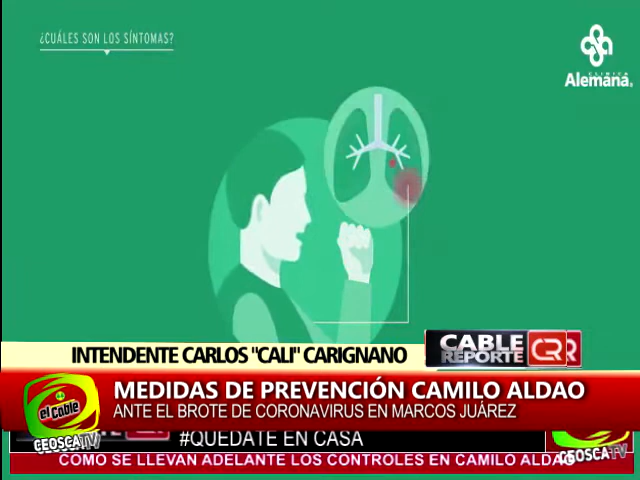 ¿CUÁLES SON LOS SÍNTOMAS?
CLINICA
Alemana
INTENDENTE CARLOS "CALI" CARIGNANO
CABLE
REPORTE
CR
MEDIDAS DE PREVENCIÓN CAMILO ALDAO
ANTE EL BROTE DE CORONAVIRUS EN MARCOS JUÁREZ
el Cable
CEOSCA TV
#QUEDATE EN CASA
CEOSCA TV
COMO SE LLEVAN ADELANTE LOS CONTROLES EN CAMILO ALDAO